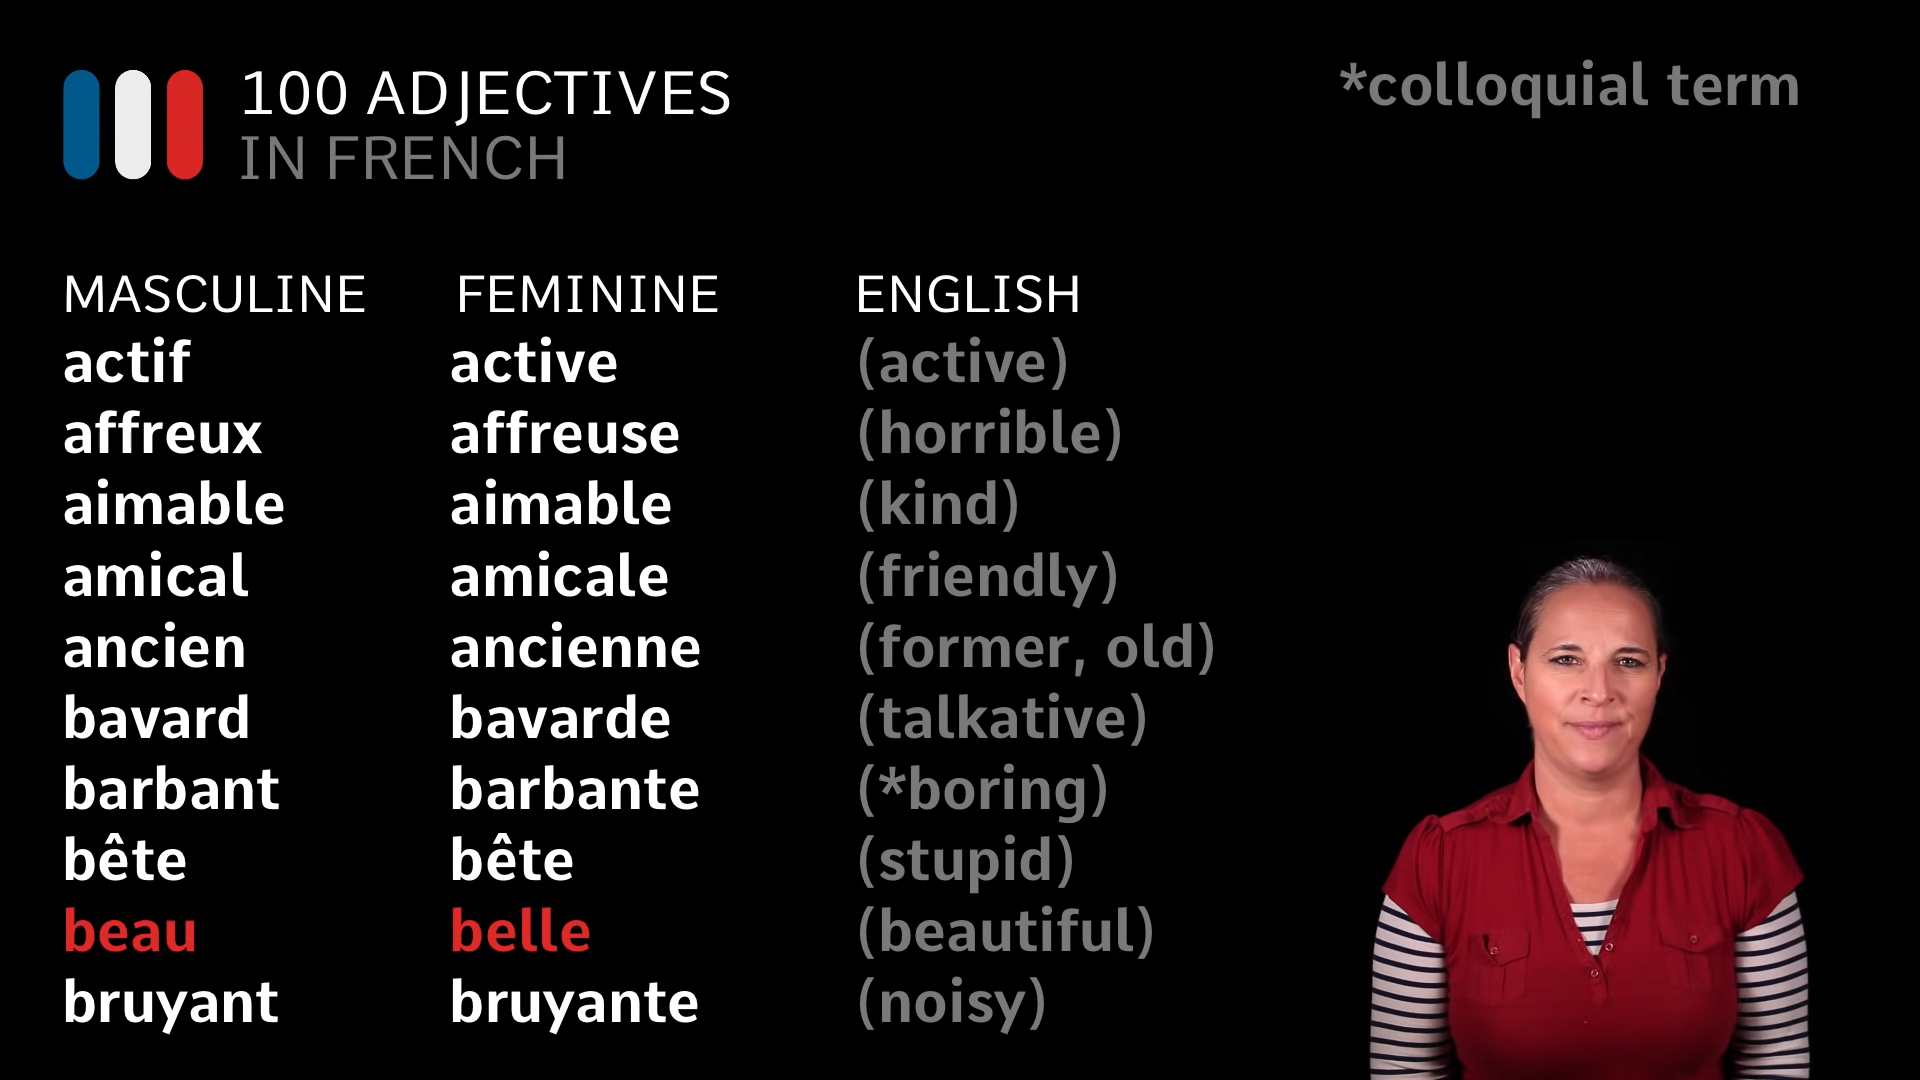 100 ADJECTIVES
IN FRENCH
*colloquial term
MASCULINE FEMININE ENGLISH
actif active (active)
affreux affreuse (horrible)
aimable aimable (kind)
amical amicale (friendly)
ancien ancienne (former, old)
bavard bavarde (talkative)
barbant barbante (*boring)
bête bête (stupid)
beau belle (beautiful)
bruyant bruyante (noisy)